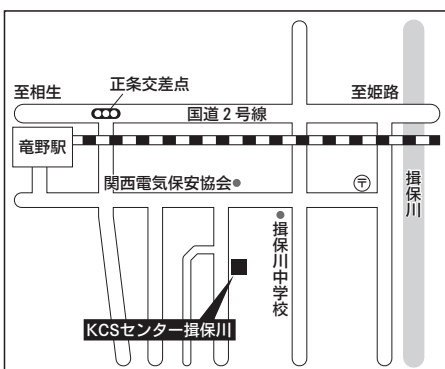 正条交差点
至相生
国道2号線
至姫路
竜野駅
関西電気保安協会
〒
揖保川
揖保川中学校
KCSセンター揖保川